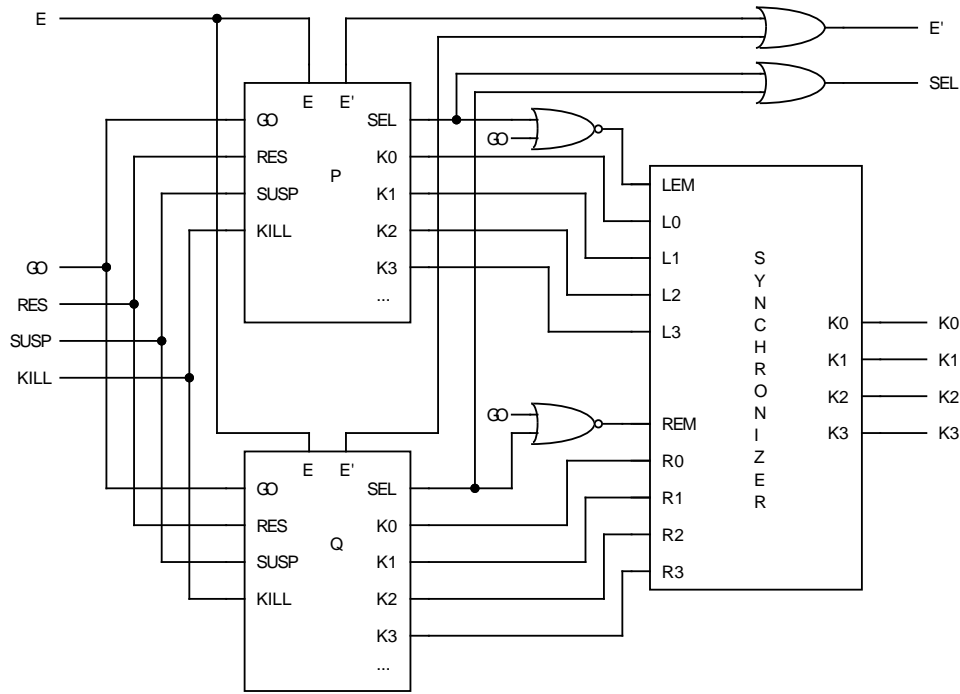 E
E'
E E'
SEL
GO
SEL
GO
RES
K0
P
SUSP
K1
KILL
K2
K3
...
LEM
L0
L1
L2
L3
SYNCHRONIZER
GO
RES
SUSP
KILL
K0
K0
K1
K1
K2
K2
K3
K3
GO
REM
R0
R1
R2
R3
E E'
GO
SEL
RES
K0
Q
SUSP
K1
KILL
K2
K3
...